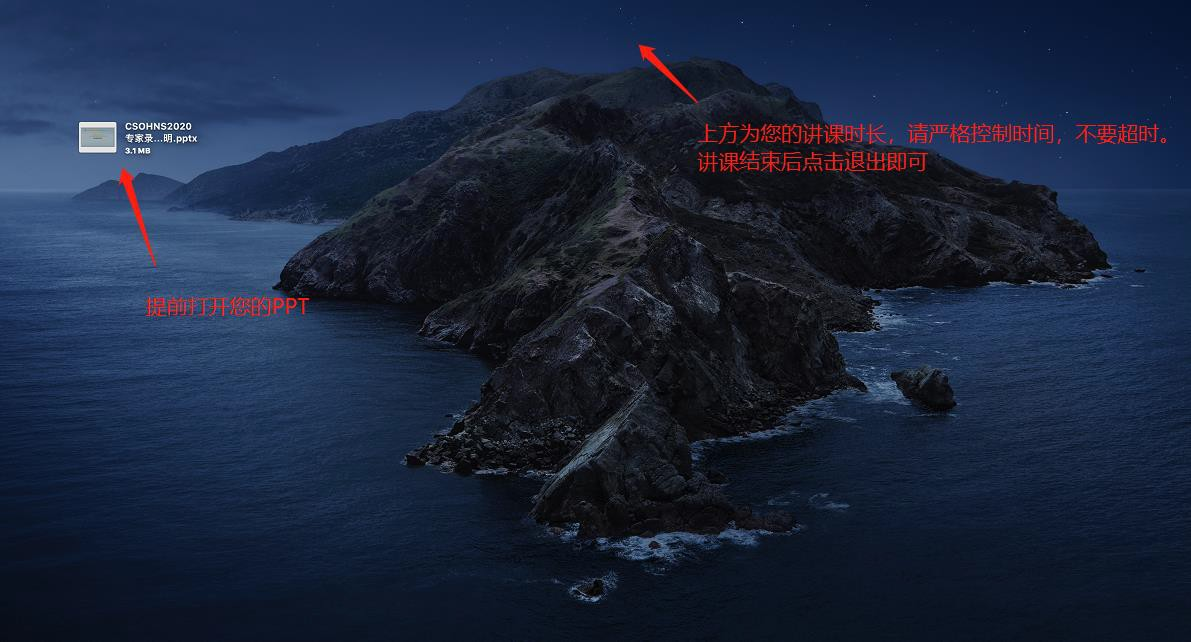 CSOHNS2020
专家录...明.pptx
3.1 MB
上方为您的讲课时长，请严格控制时间，不要超时。
讲课结束后点击退出即可
提前打开您的PPT